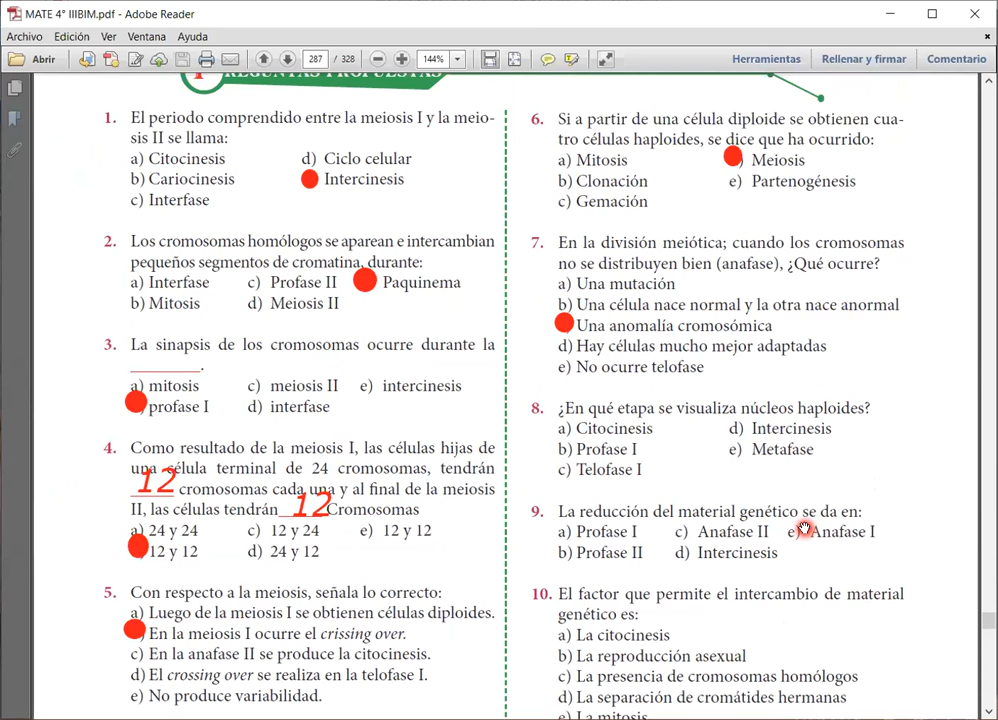 MATE 4° IIIBIM.pdf - Adobe Reader
Archivo Edición Ver Ventana Ayuda
Abrir 287 / 328 144% Herramientas Rellenar y firmar Comentario
PREGUNTAS PROPUESTAS
1. El periodo comprendido entre la meiosis I y la meio-
sis II se llama:
a) Citocinesis d) Ciclo celular
b) Cariocinesis Intercinesis
c) Interfase
2. Los cromosomas homólogos se aparean e intercambian
pequeños segmentos de cromatina, durante:
a) Interfase c) Profase II Paquinema
b) Mitosis d) Meiosis II
3. La sinapsis de los cromosomas ocurre durante la
________.
a) mitosis c) meiosis II e) intercinesis
profase I d) interfase
4. Como resultado de la meiosis I, las células hijas de
una célula terminal de 24 cromosomas, tendrán
12 cromosomas cada una y al final de la meiosis
II, las células tendrán 12 Cromosomas
a) 24 y 24 c) 12 y 24 e) 12 y 12
12 y 12 d) 24 y 12
5. Con respecto a la meiosis, señala lo correcto:
a) Luego de la meiosis I se obtienen células diploides.
En la meiosis I ocurre el crissing over.
c) En la anafase II se produce la citocinesis.
d) El crossing over se realiza en la telofase I.
e) No produce variabilidad.
6. Si a partir de una célula diploide se obtienen cua-
tro células haploides, se dice que ha ocurrido:
a) Mitosis ) Meiosis
b) Clonación e) Partenogénesis
c) Gemación
7. En la división meiótica; cuando los cromosomas
no se distribuyen bien (anafase), ¿Qué ocurre?
a) Una mutación
b) Una célula nace normal y la otra nace anormal
Una anomalía cromosómica
d) Hay células mucho mejor adaptadas
e) No ocurre telofase
8. ¿En qué etapa se visualiza núcleos haploides?
a) Citocinesis d) Intercinesis
b) Profase I e) Metafase
c) Telofase I
9. La reducción del material genético se da en:
a) Profase I c) Anafase II e) Anafase I
b) Profase II d) Intercinesis
10. El factor que permite el intercambio de material
genético es:
a) La citocinesis
b) La reproducción asexual
c) La presencia de cromosomas homólogos
d) La separación de cromátides hermanas
e) La mitosis